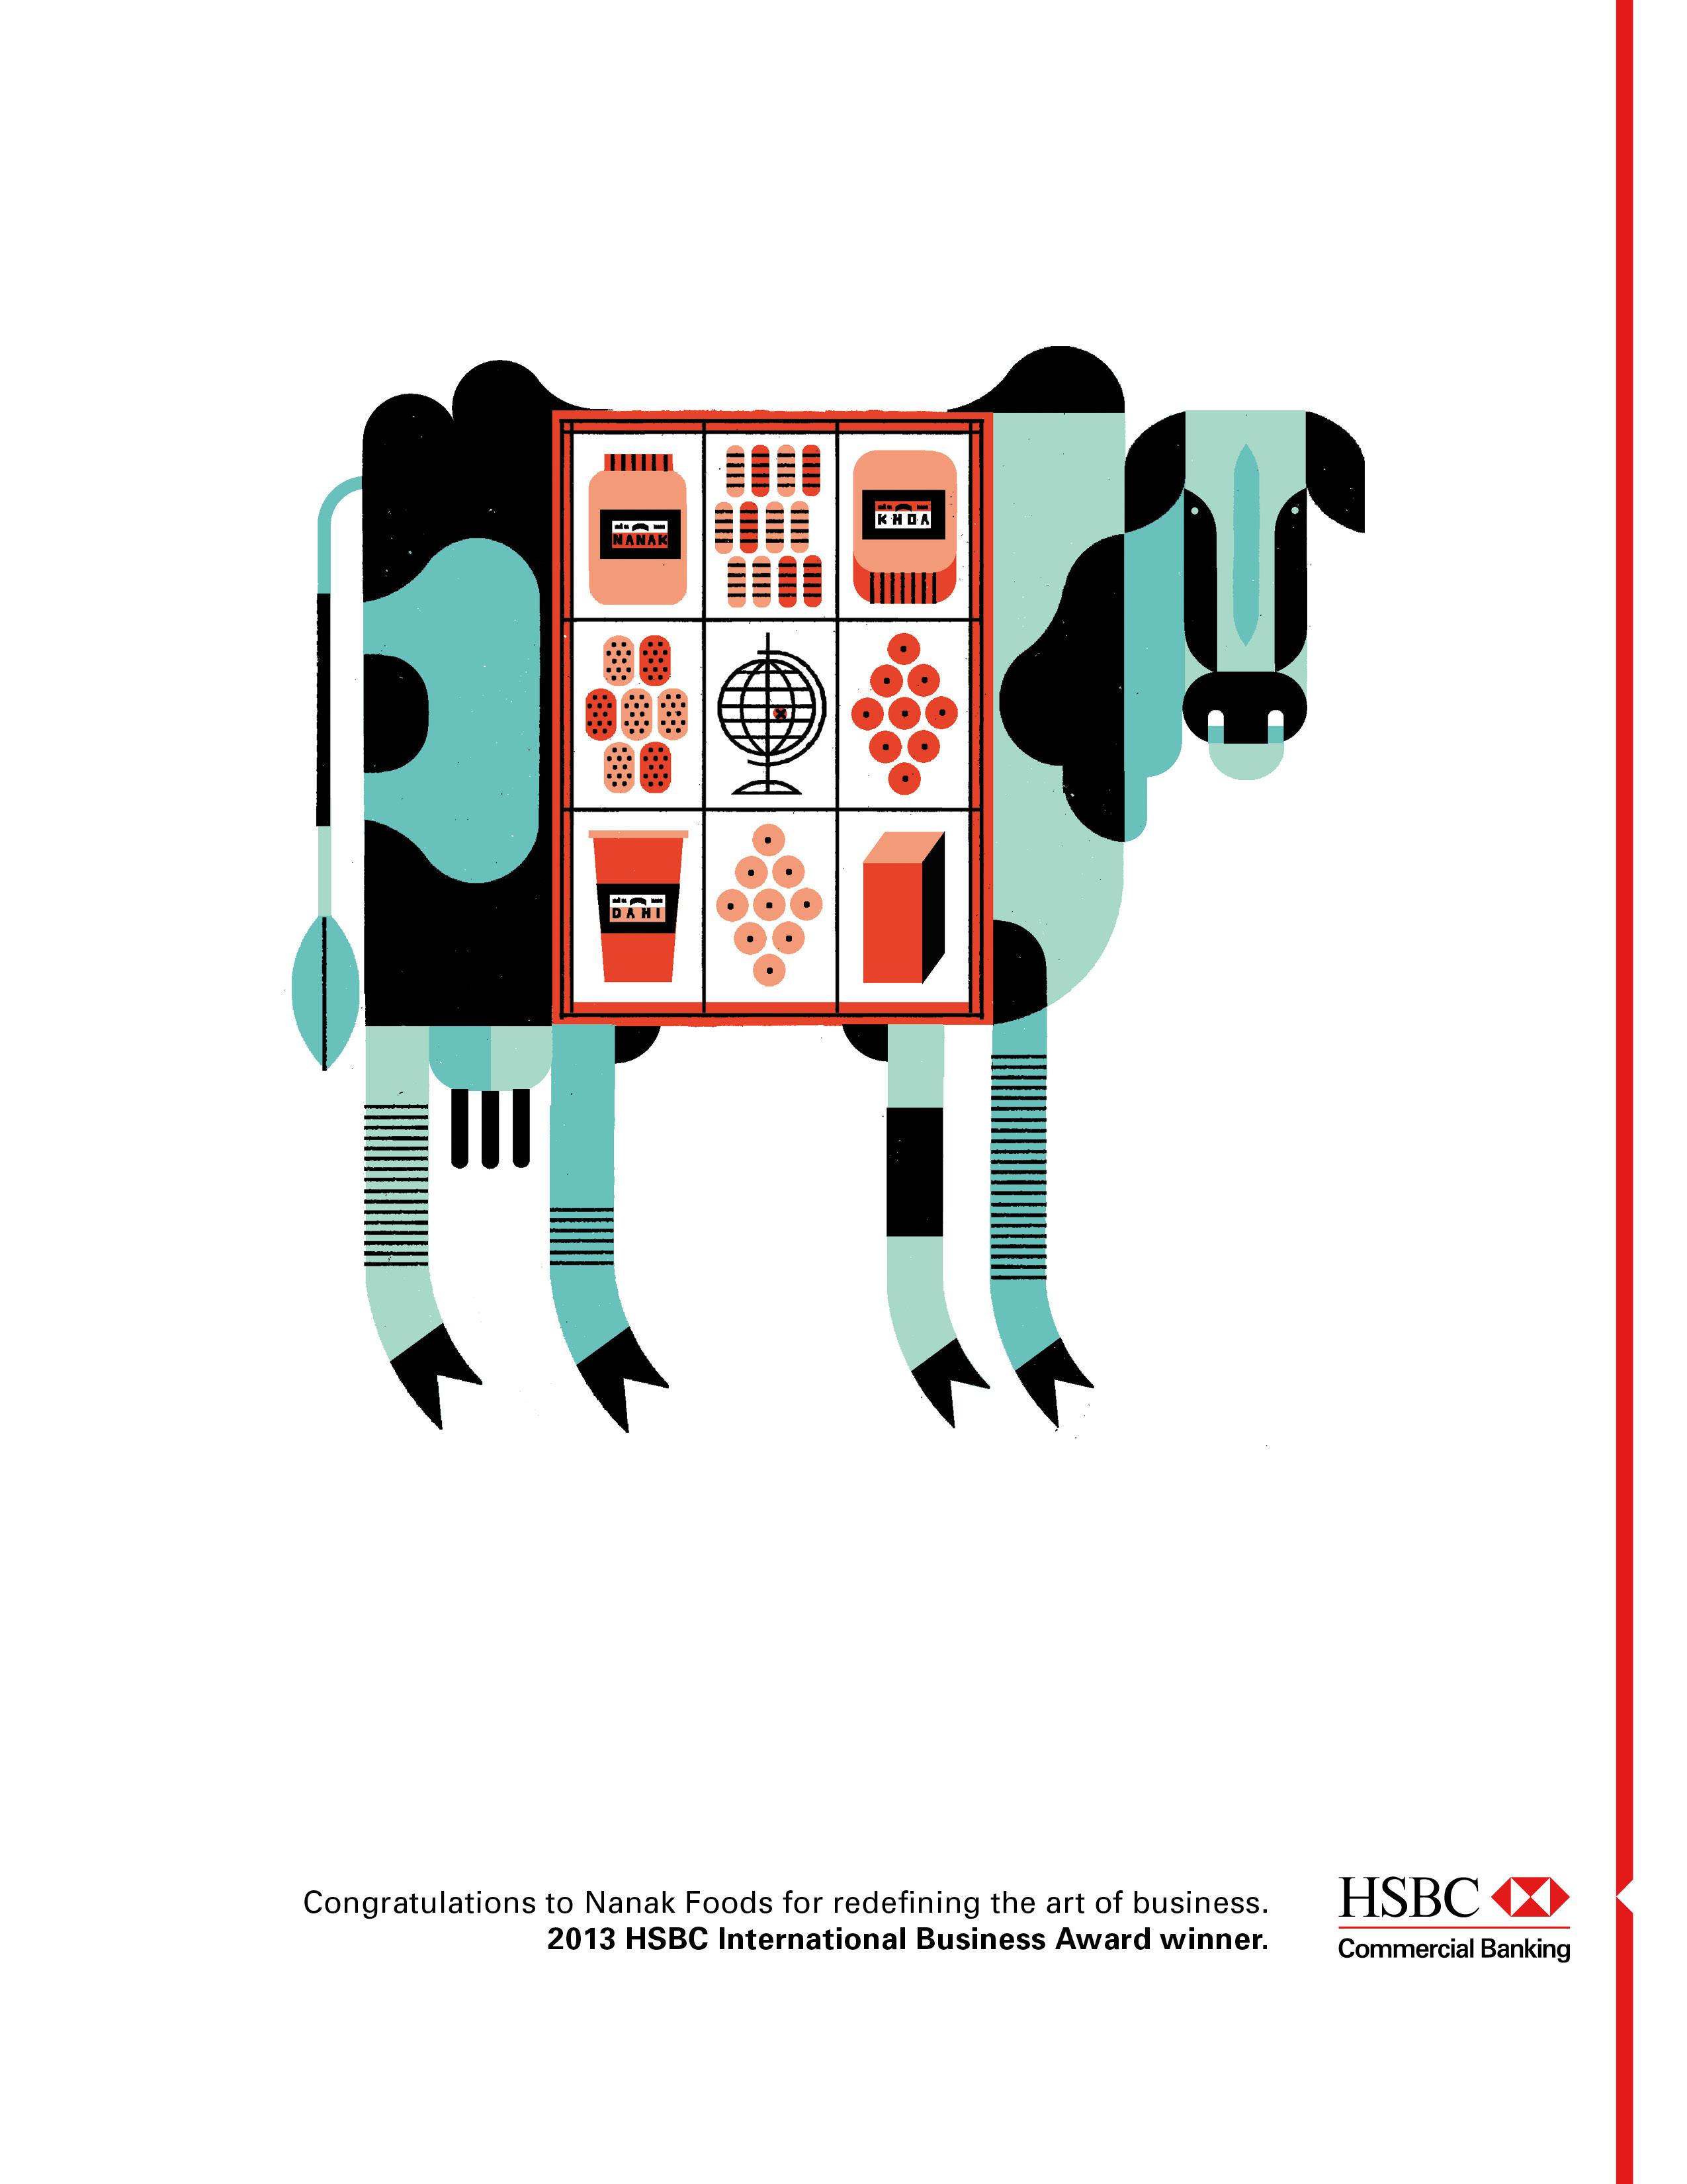 NANAK
KHOA
DAHI
Congratulations to Nanak Foods for redefining the art of business.
2013 HSBC International Business Award winner.
HSBC
Commercial Banking